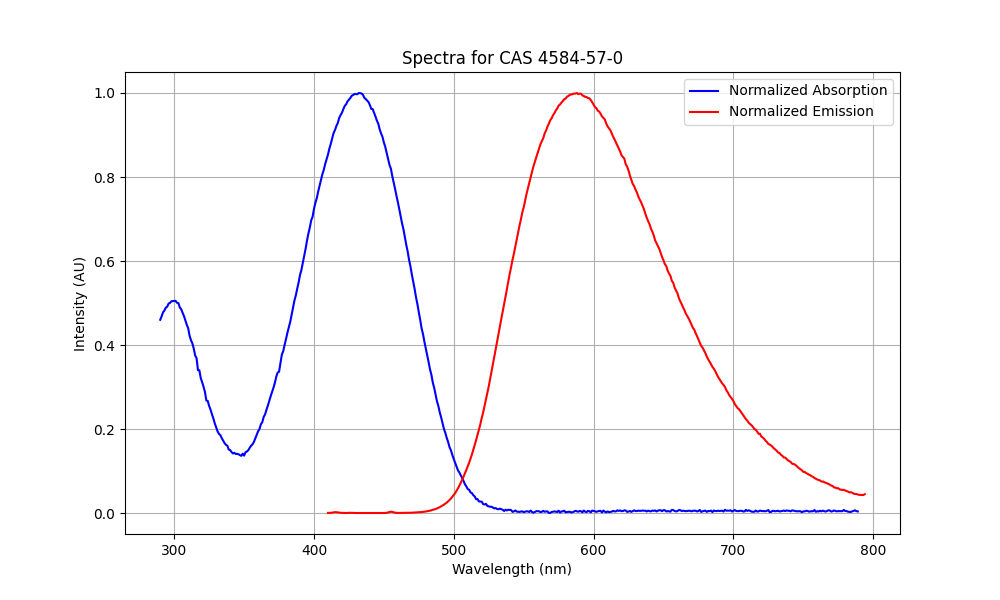 Spectra for CAS 4584-57-0
Normalized Absorption
Normalized Emission
1.0
0.8
0.6
0.4
0.2
0.0
Intensity (AU)
300 400 500 600 700 800
Wavelength (nm)